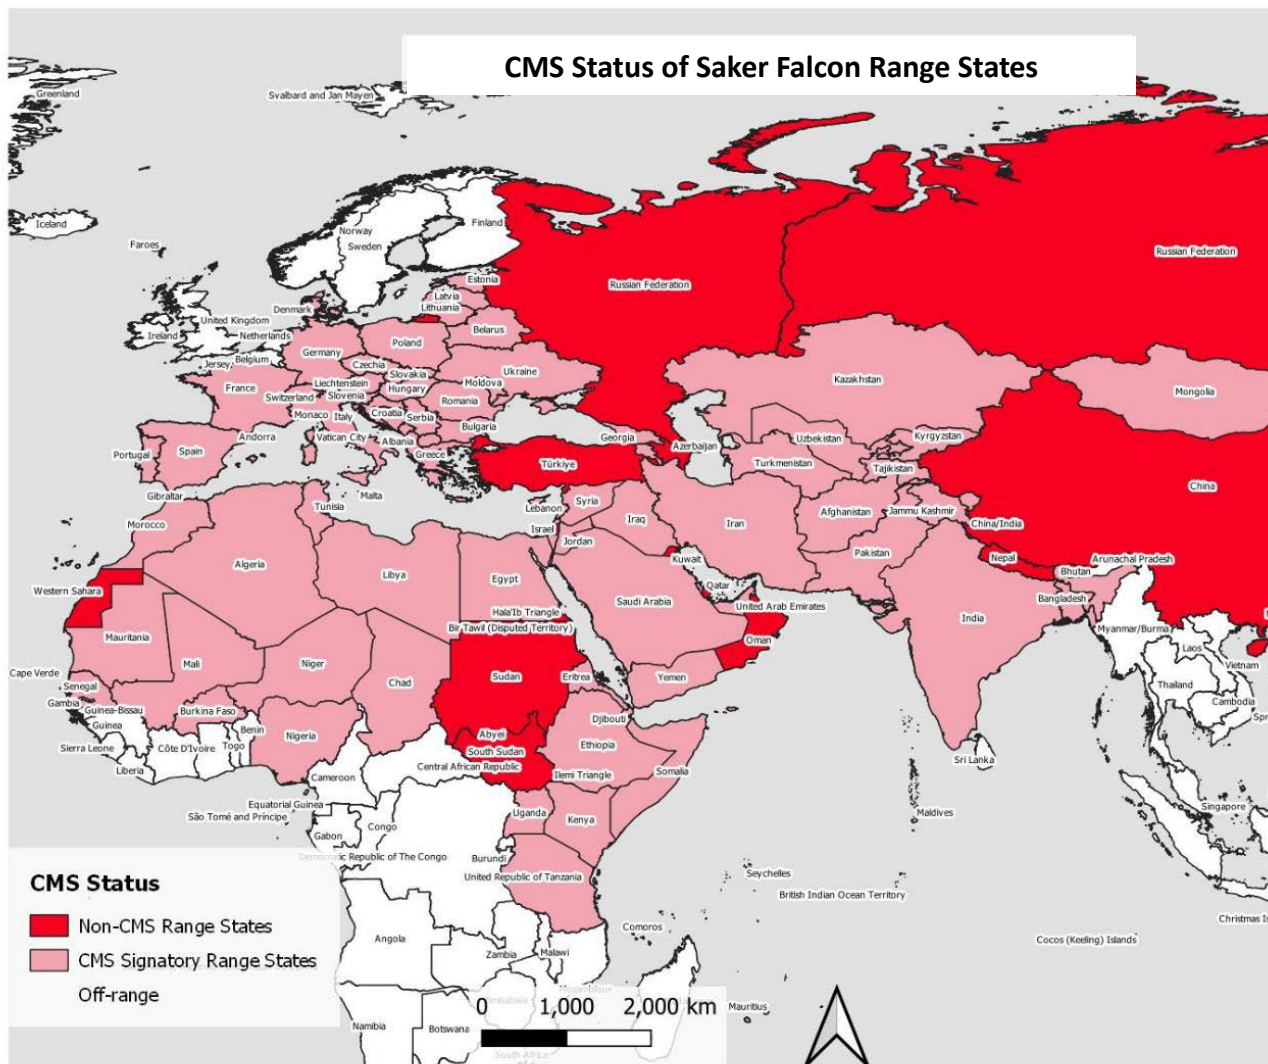 CMS Status of Saker Falcon Range States
Greenland
Svalbard and Jan Mayen
Iceland
Norway
Finland
Sweden
Faroes
Russian Federation
Russian Federation
Estonia
Latvia
Lithuania
Denmark
United Kingdom
Ireland
Netherlands
Belarus
Poland
Germany
Jersey
Belgium
Czechia
Slovakia
Ukraine
France
Liechtenstein
Hungary
Moldova
Switzerland
Slovenia
Romania
Kazakhstan
Mongolia
Monaco
Italy
Croatia
Serbia
Bulgaria
Andorra
Vatican City
Albania
Georgia
Azerbaijan
Uzbekistan
Kyrgyzstan
Portugal
Spain
Greece
Türkiye
Turkmenistan
Tajikistan
China
Gibraltar
Malta
Tunisia
Lebanon
Syria
Morocco
Israel
Iraq
Iran
Afghanistan
Jammu Kashmir
China/India
Jordan
Kuwait
Pakistan
Nepal
Arunachal Pradesh
Bhutan
Algeria
Libya
Egypt
Western Sahara
Qatar
Saudi Arabia
United Arab Emirates
Bangladesh
Hala'Ib Triangle
Bir Tawil (Disputed Territory)
India
Myanmar/Burma
Mauritania
Oman
Laos
Mali
Niger
Chad
Sudan
Eritrea
Yemen
Vietnam
Cape Verde
Senegal
Thailand
Gambia
Guinea-Bissau
Burkina Faso
Cambodia
Guinea
Djibouti
Benin
Nigeria
Abyei
Sierra Leone
Côte D'Ivoire
Togo
South Sudan
Ethiopia
Liberia
Central African Republic
Ilemi Triangle
Somalia
Sri Lanka
Cameroon
Equatorial Guinea
São Tomé and Príncipe
Uganda
Kenya
Maldives
Singapore
Congo
Gabon
Democratic Republic of The Congo
Burundi
United Republic of Tanzania
Seychelles
British Indian Ocean Territory
Comoros
Christmas Is
Angola
Cocos (Keeling) Islands
Zambia
Malawi
Mozambique
Mauritius
Namibia
Botswana
South Africa
CMS Status
Non-CMS Range States
CMS Signatory Range States
Off-range
0 1,000 2,000 km